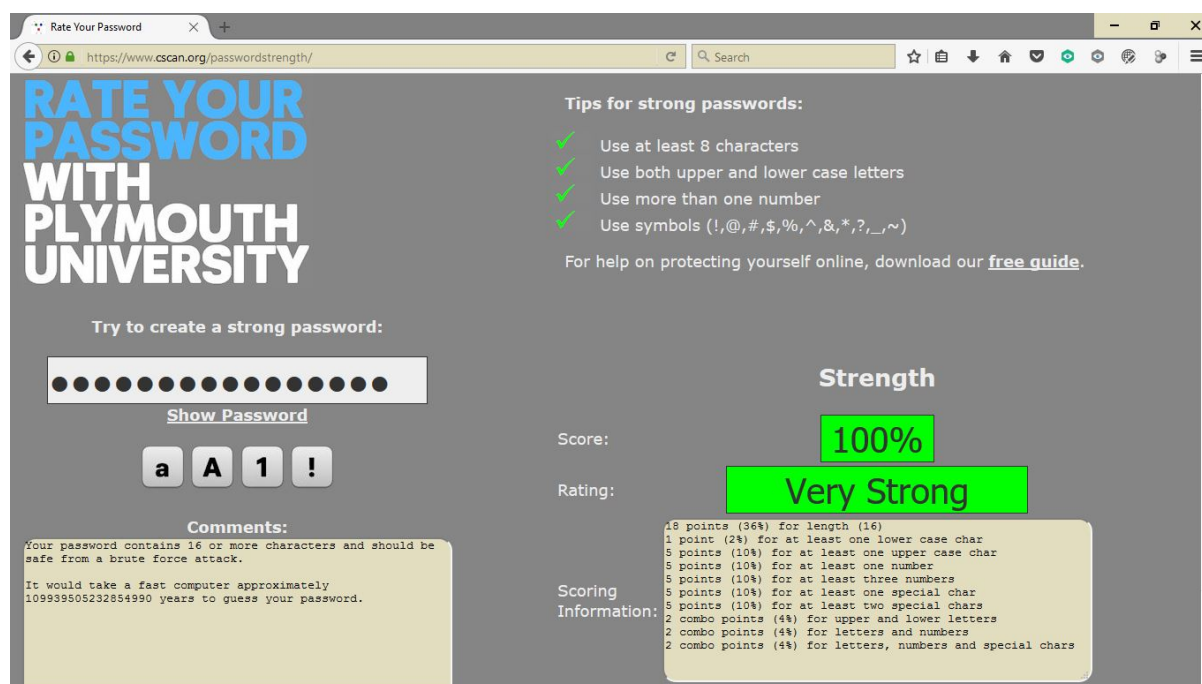 Rate Your Password
https://www.cscan.org/passwordstrength/
Search
RATE YOUR
PASSWORD
WITH
PLYMOUTH
UNIVERSITY
Try to create a strong password:
Show Password
a A 1 !
Comments:
Your password contains 16 or more characters and should be
safe from a brute force attack.
It would take a fast computer approximately
109939505232854990 years to guess your password.
Tips for strong passwords:
Use at least 8 characters
Use both upper and lower case letters
Use more than one number
Use symbols (!,@,#,$,%,^,&,*,?,_,~)
For help on protecting yourself online, download our free guide.
Strength
Score:
100%
Rating:
Very Strong
Scoring
Information:
18 points (36%) for length (16)
1 point (2%) for at least one lower case char
5 points (10%) for at least one upper case char
5 points (10%) for at least one number
5 points (10%) for at least three numbers
5 points (10%) for at least one special char
5 points (10%) for at least two special chars
2 combo points (4%) for upper and lower letters
2 combo points (4%) for letters and numbers
2 combo points (4%) for letters, numbers and special chars